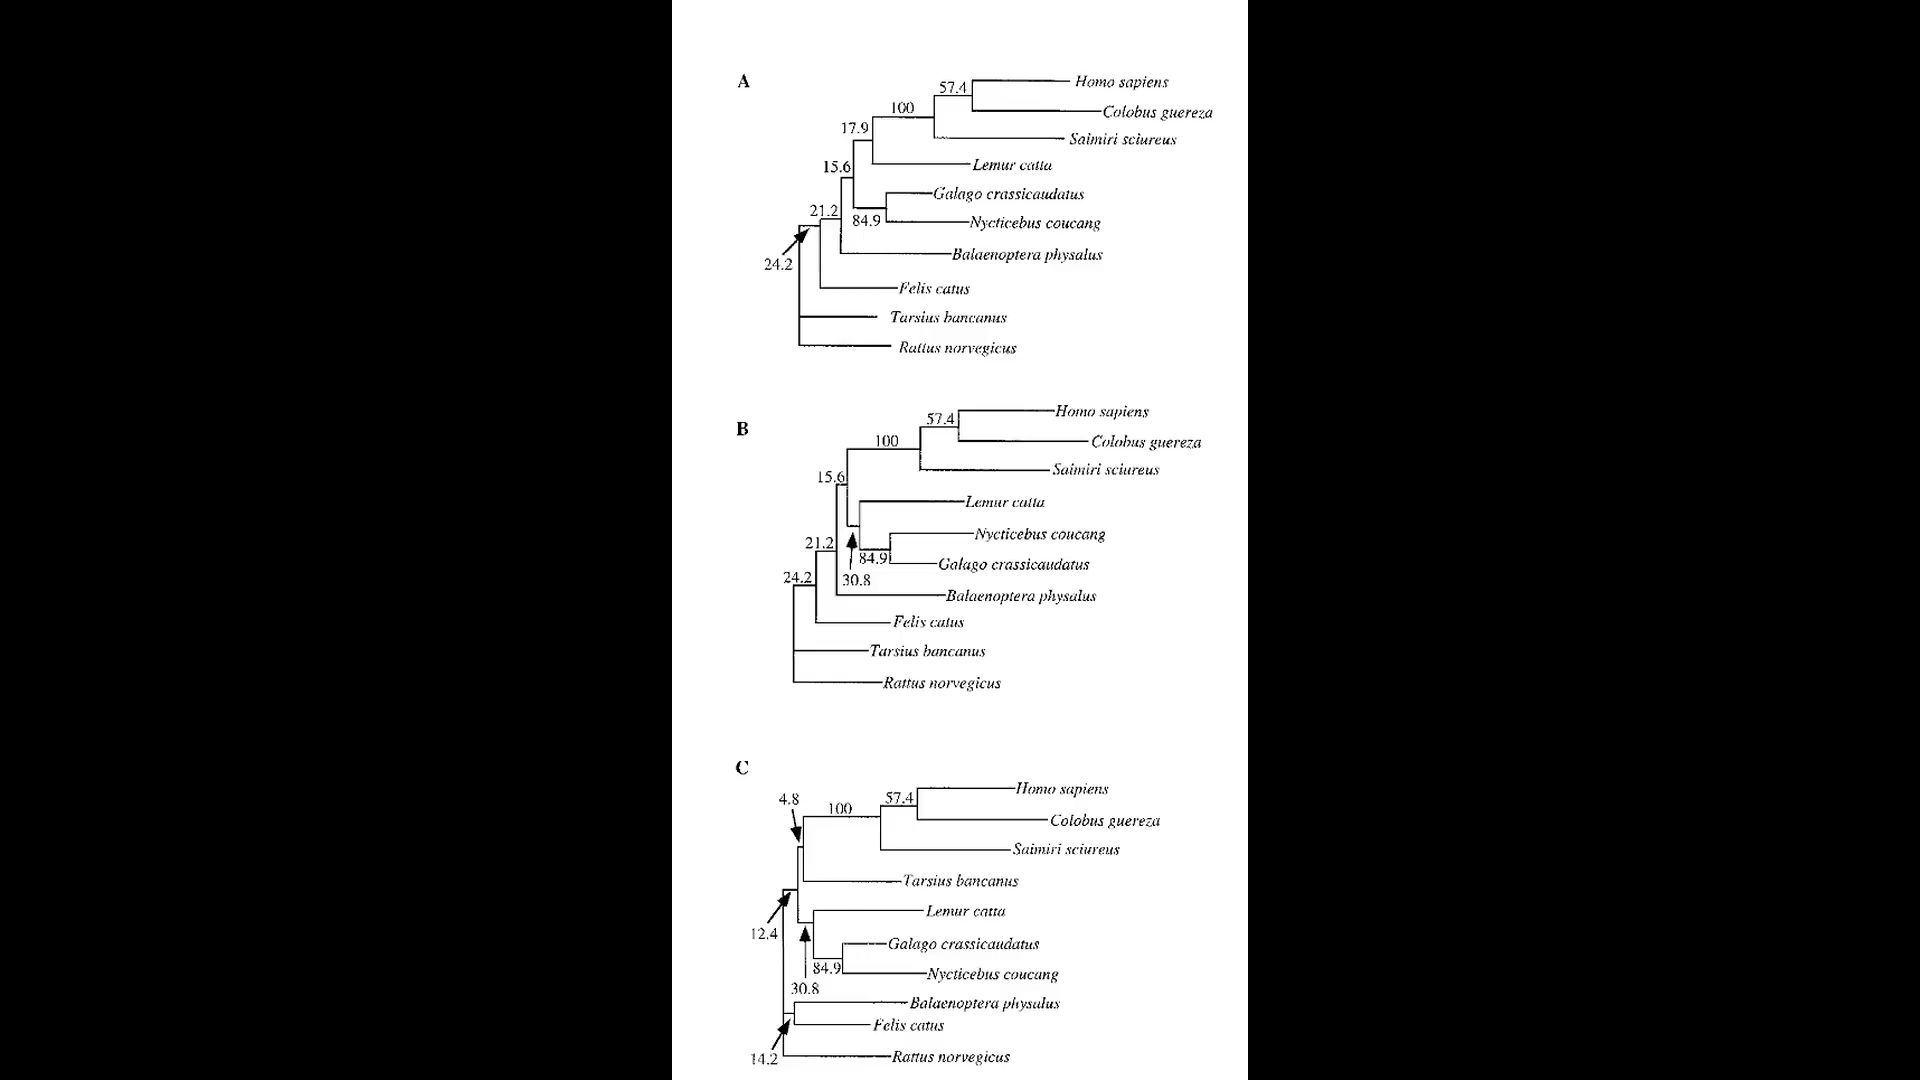 A
57.4
Homo sapiens
100
Colobus guereza
17.9
Saimiri sciureus
15.6
Lemur catta
Galago crassicaudatus
21.2
84.9
Nycticebus coucang
Balaenoptera physalus
24.2
Felis catus
Tarsius bancanus
Rattus norvegicus
B
57.4
Homo sapiens
100
Colobus guereza
Saimiri sciureus
15.6
Lemur catta
Nycticebus coucang
21.2
84.9
Galago crassicaudatus
24.2
30.8
Balaenoptera physalus
Felis catus
Tarsius bancanus
Rattus norvegicus
C
4.8
100
57.4
Homo sapiens
Colobus guereza
Saimiri sciureus
Tarsius bancanus
Lemur catta
12.4
Galago crassicaudatus
84.9
Nycticebus coucang
30.8
Balaenoptera physalus
Felis catus
14.2
Rattus norvegicus